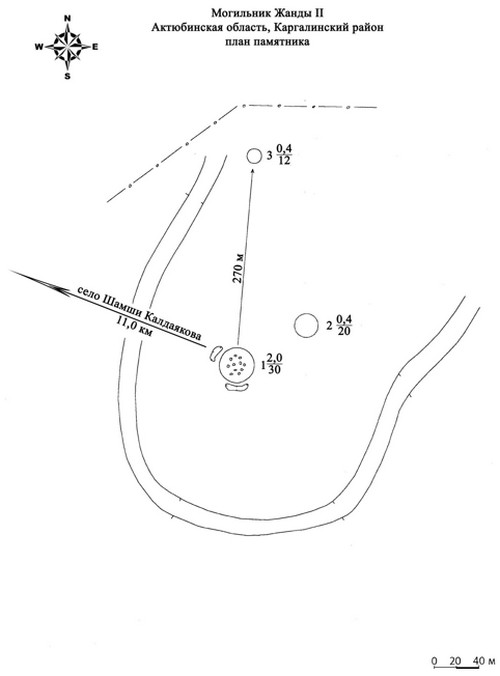 Могильник Жанды II
Актюбинская область, Каргалинский район
план памятника
N
W E
S
3 0,4
12
270 м
село Шамши Калдаякова
11,0 км
2 0,4
20
1 2,0
30
0 20 40 м